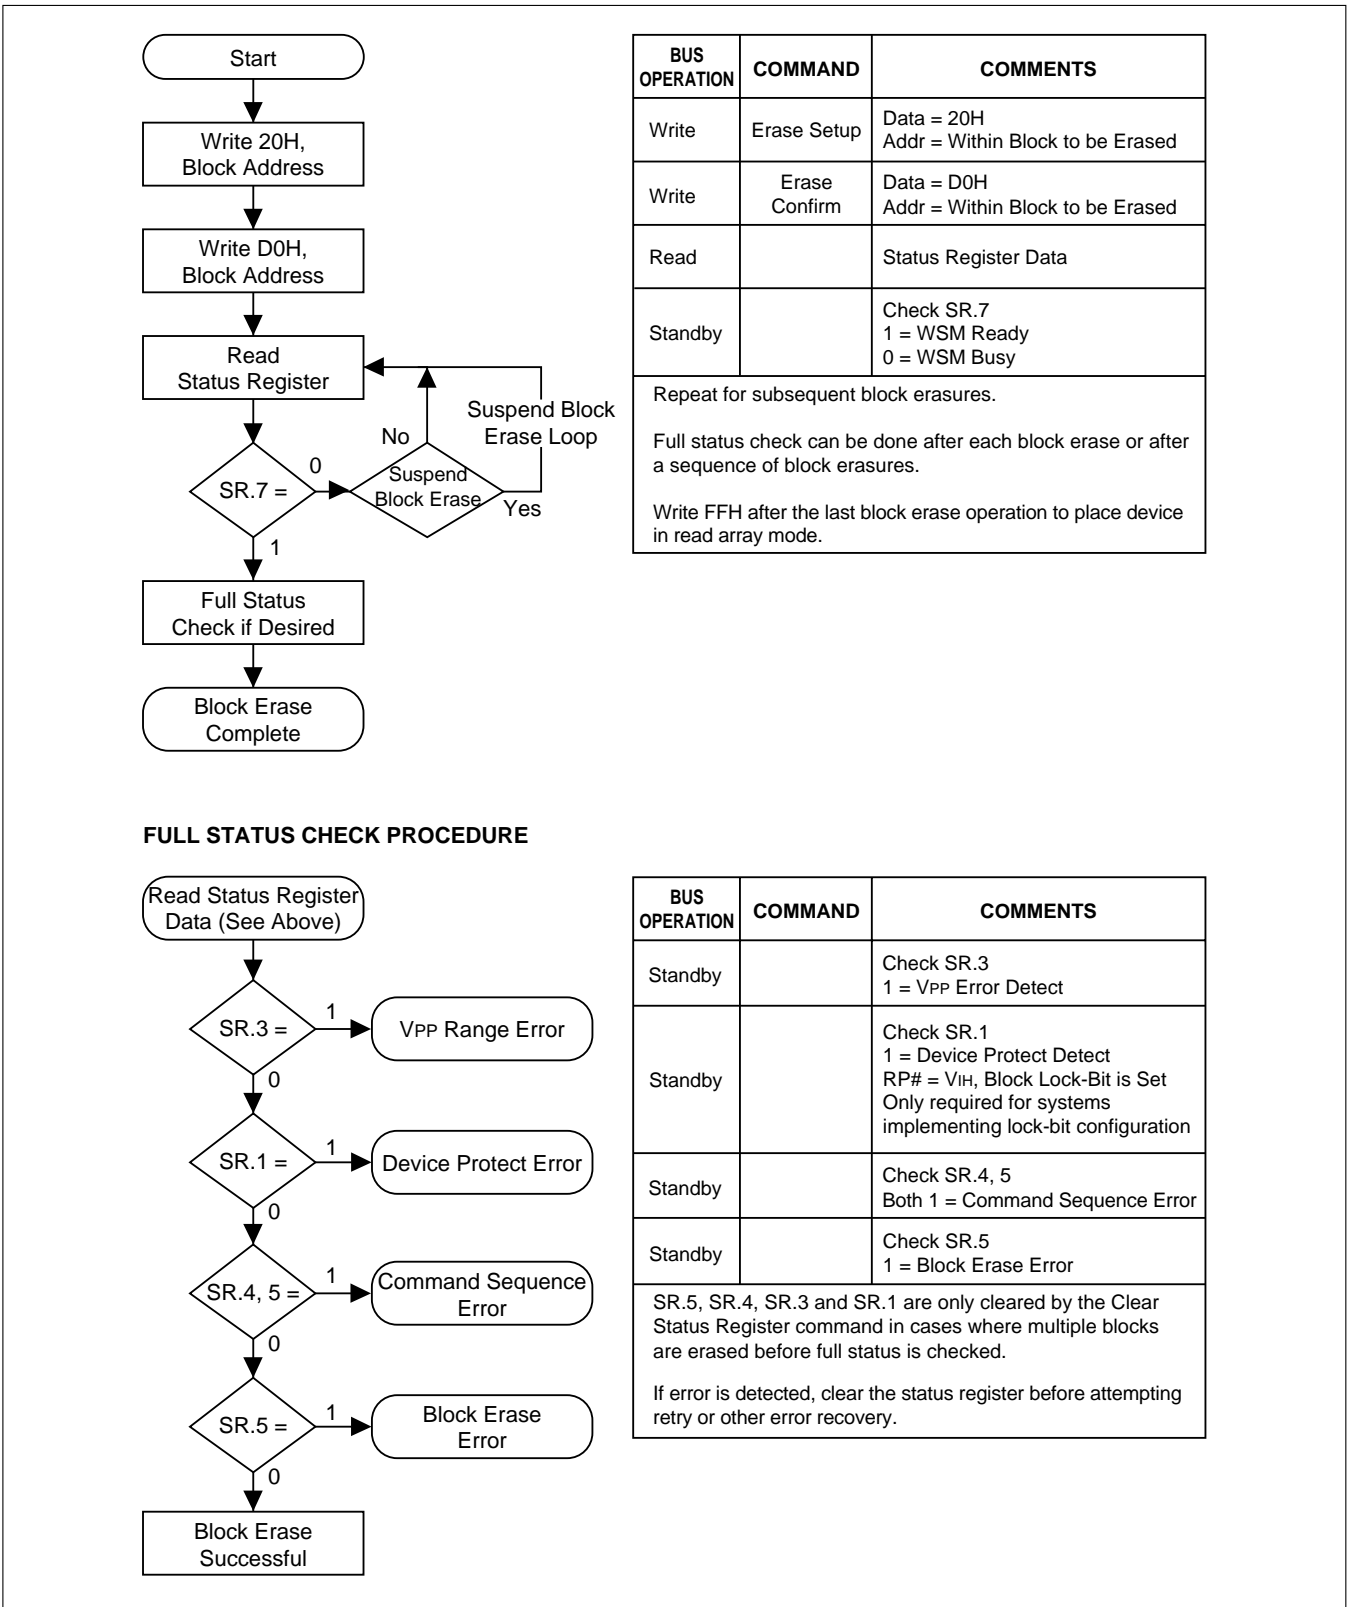 Start
Write 20H,
Block Address
Write D0H,
Block Address
Read
Status Register
Suspend Block
Erase Loop
No
Suspend
Block Erase
Yes
0
SR.7 =
1
Full Status
Check if Desired
Block Erase
Complete
BUS OPERATION COMMAND COMMENTS
Write Erase Setup Data = 20H
Addr = Within Block to be Erased
Write Erase Confirm Data = D0H
Addr = Within Block to be Erased
Read Status Register Data
Standby Check SR.7
1 = WSM Ready
0 = WSM Busy
Repeat for subsequent block erasures.
Full status check can be done after each block erase or after
a sequence of block erasures.
Write FFH after the last block erase operation to place device
in read array mode.
FULL STATUS CHECK PROCEDURE
Read Status Register
Data (See Above)
SR.3 =
1
VPP Range Error
0
SR.1 =
1
Device Protect Error
0
SR.4, 5 =
1
Command Sequence
Error
0
SR.5 =
1
Block Erase
Error
0
Block Erase
Successful
BUS OPERATION COMMAND COMMENTS
Standby Check SR.3
1 = VPP Error Detect
Standby Check SR.1
1 = Device Protect Detect
RP# = VIH, Block Lock-Bit is Set
Only required for systems
implementing lock-bit configuration
Standby Check SR.4, 5
Both 1 = Command Sequence Error
Standby Check SR.5
1 = Block Erase Error
SR.5, SR.4, SR.3 and SR.1 are only cleared by the Clear
Status Register command in cases where multiple blocks
are erased before full status is checked.
If error is detected, clear the status register before attempting
retry or other error recovery.